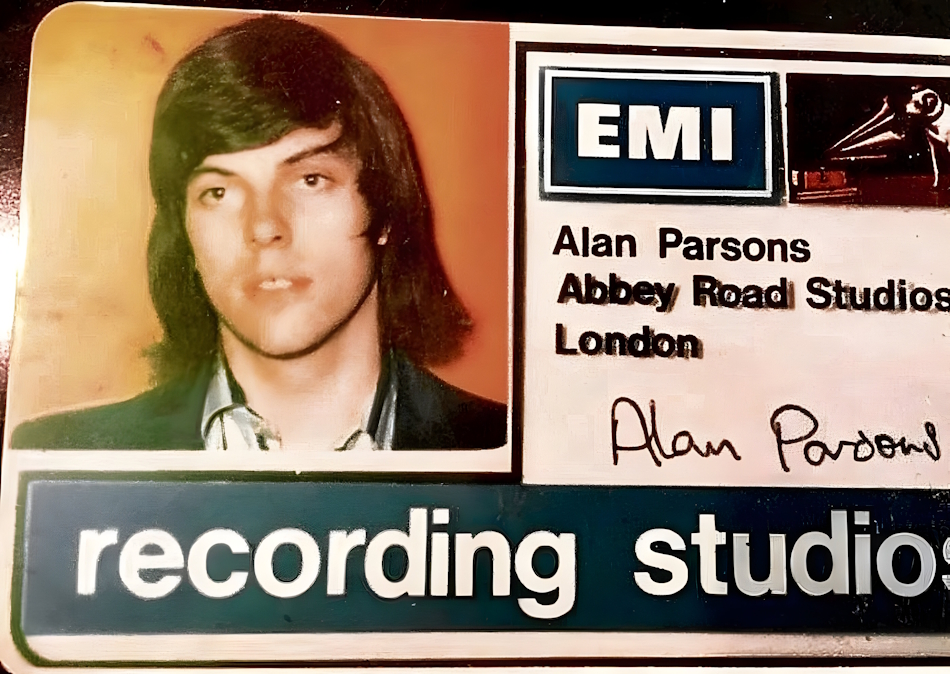 EMI
Alan Parsons
Abbey Road Studios
London
Alan Parsons
recording studios